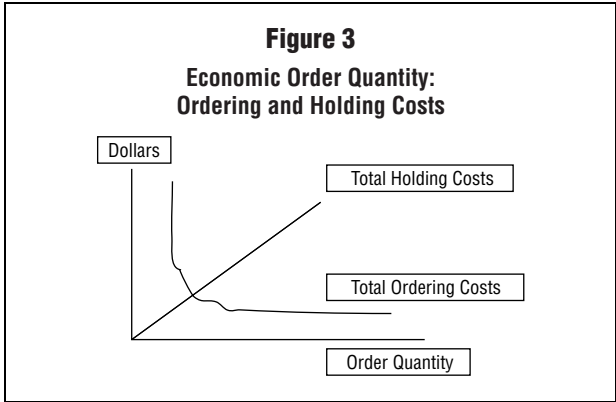 Figure 3
Economic Order Quantity:
Ordering and Holding Costs
Dollars
Total Holding Costs
Total Ordering Costs
Order Quantity